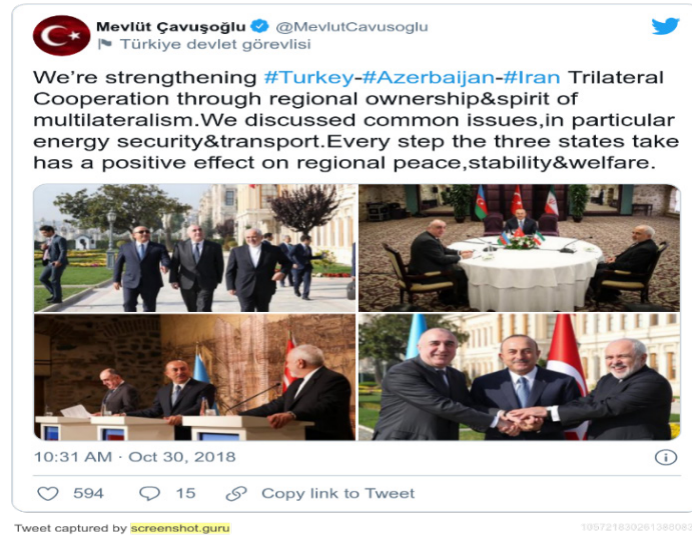 Mevlüt Çavuşoğlu @MevlutCavusoglu
Türkiye devlet görevlisi
We're strengthening #Turkey-#Azerbaijan-#Iran Trilateral
Cooperation through regional ownership&spirit of
multilateralism.We discussed common issues,in particular
energy security&transport.Every step the three states take
has a positive effect on regional peace,stability&welfare.
10:31 AM · Oct 30, 2018
594 15 Copy link to Tweet
Tweet captured by screenshot.guru